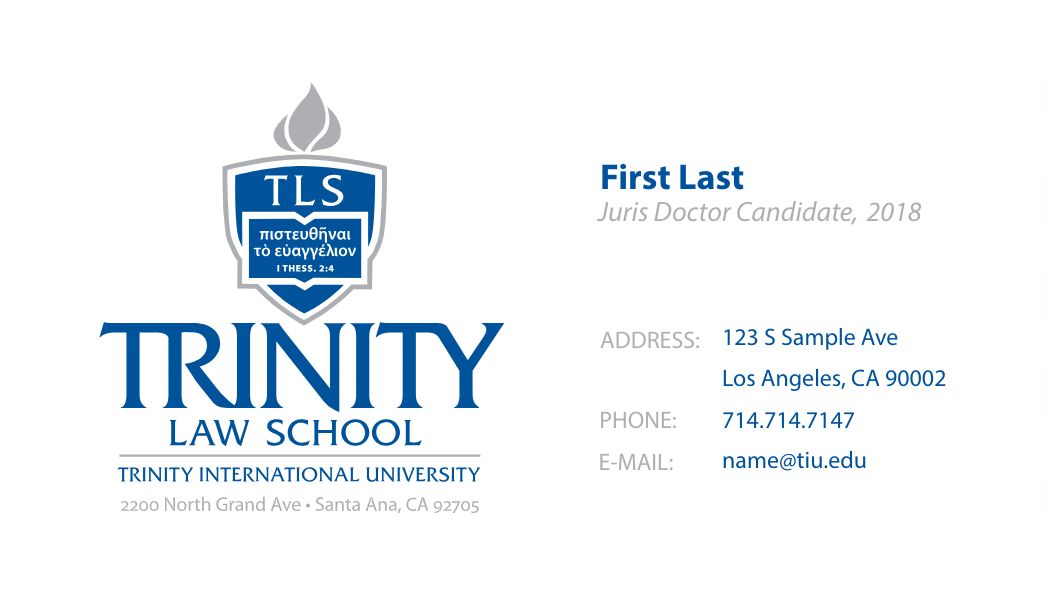 TLS
πιστευθῆναι
τὸ εὐαγγέλιον
I THESS. 2:4
TRINITY
LAW SCHOOL
TRINITY INTERNATIONAL UNIVERSITY
2200 North Grand Ave • Santa Ana, CA 92705
First Last
Juris Doctor Candidate, 2018
ADDRESS: 123 S Sample Ave
Los Angeles, CA 90002
PHONE: 714.714.7147
E-MAIL: name@tiu.edu